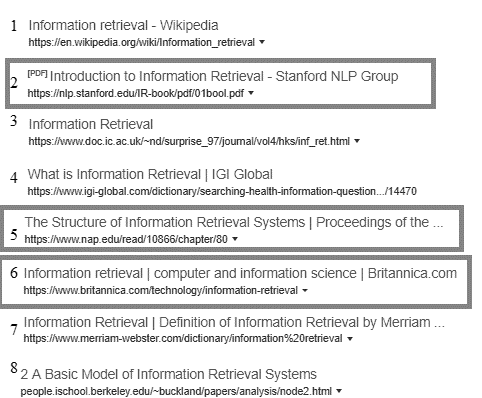 1 Information retrieval - Wikipedia
https://en.wikipedia.org/wiki/Information_retrieval
2 [PDF] Introduction to Information Retrieval - Stanford NLP Group
https://nlp.stanford.edu/IR-book/pdf/01bool.pdf
3 Information Retrieval
https://www.doc.ic.ac.uk/~nd/surprise_97/journal/vol4/hks/inf_ret.html
4 What is Information Retrieval | IGI Global
https://www.igi-global.com/dictionary/searching-health-information-question.../14470
5 The Structure of Information Retrieval Systems | Proceedings of the ...
https://www.nap.edu/read/10866/chapter/80
6 Information retrieval | computer and information science | Britannica.com
https://www.britannica.com/technology/information-retrieval
7 Information Retrieval | Definition of Information Retrieval by Merriam ...
https://www.merriam-webster.com/dictionary/information%20retrieval
8 2 A Basic Model of Information Retrieval Systems
people.ischool.berkeley.edu/~buckland/papers/analysis/node2.html